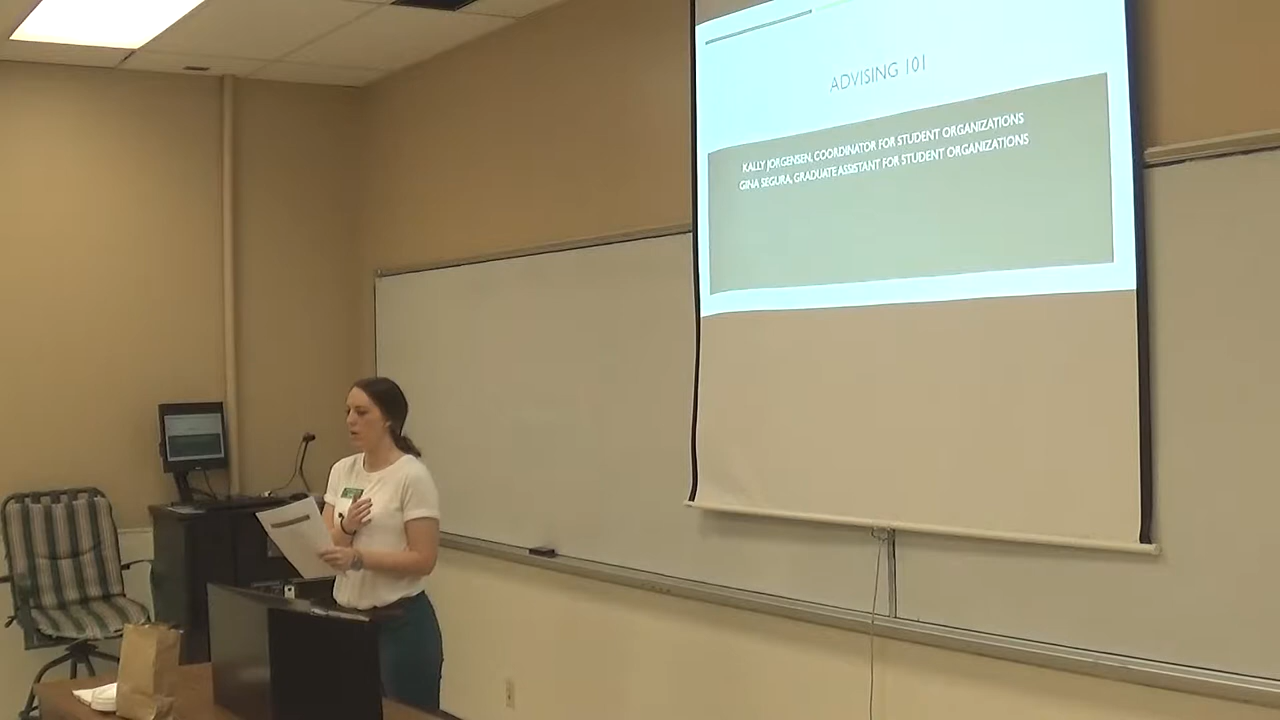 ADVISING 101
KALLY JORGENSEN, COORDINATOR FOR STUDENT ORGANIZATIONS
GINA SEGURA, GRADUATE ASSISTANT FOR STUDENT ORGANIZATIONS